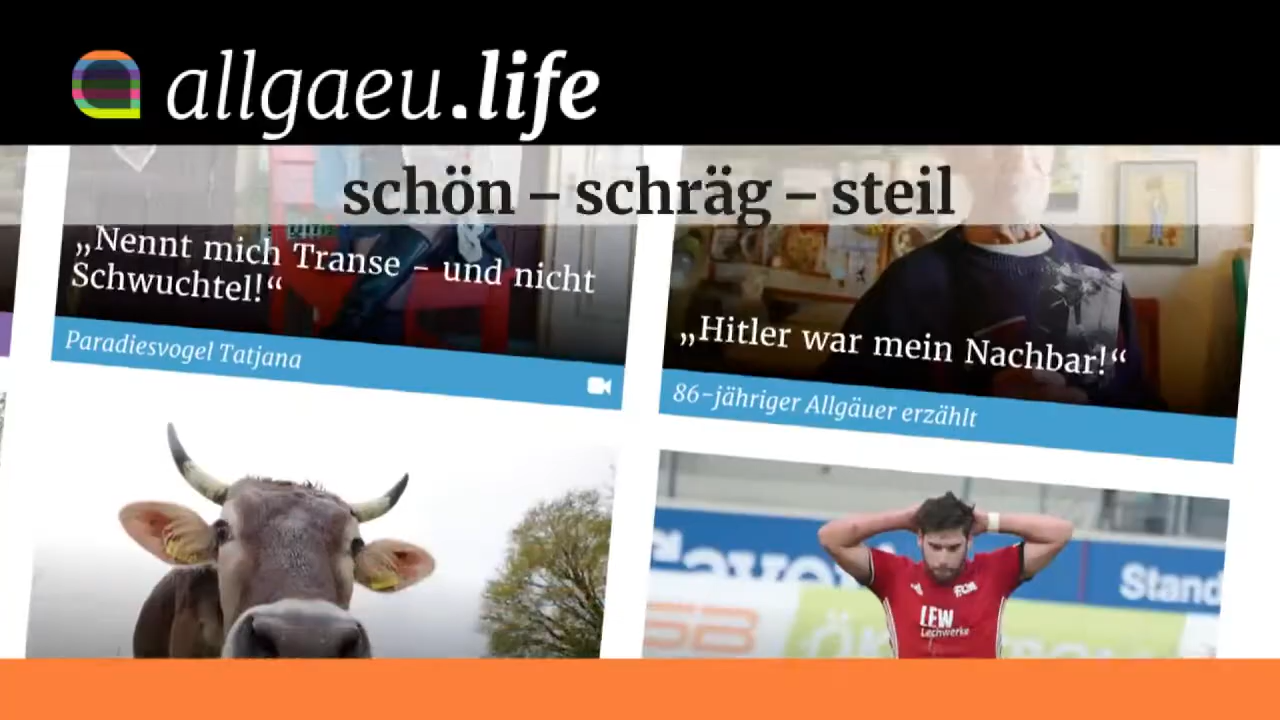 allgaeu.life
schön – schräg – steil
„Nennt mich Transe – und nicht
Schwuchtel!“
Paradiesvogel Tatjana
„Hitler war mein Nachbar!“
86-jähriger Allgäuer erzählt
Stand
LEW
Lechwerke
FCM